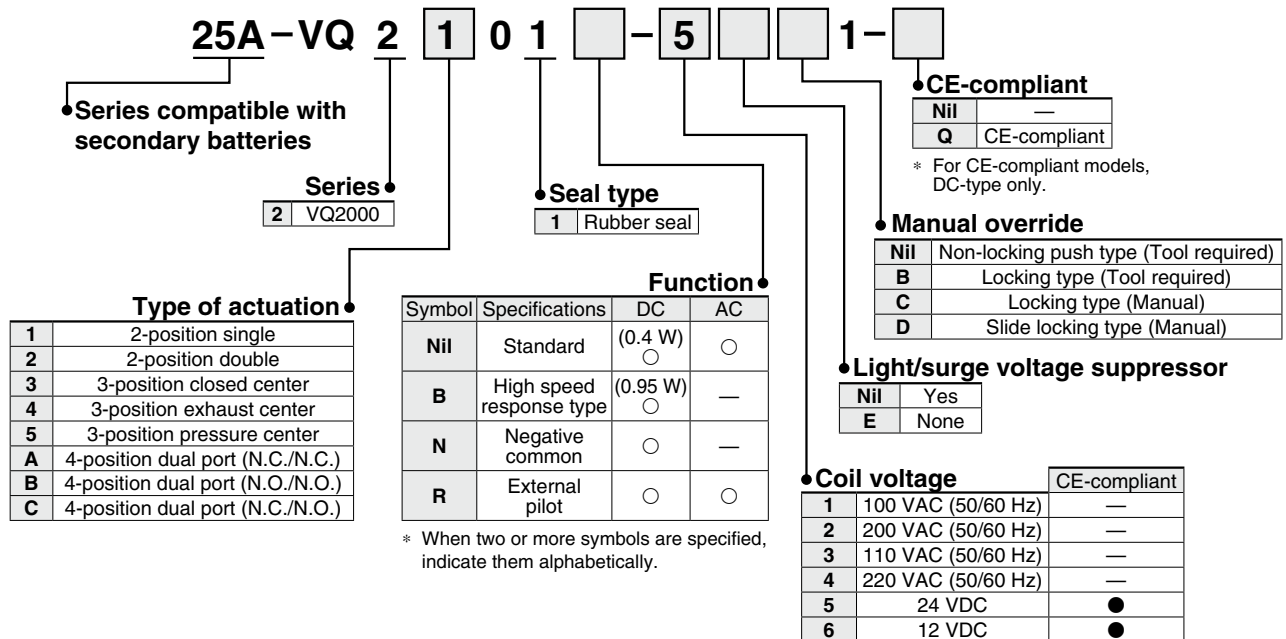 25A-VQ 2 1 0 1 - 5 1 -
Series compatible with
secondary batteries
Series
2 VQ2000
Seal type
1 Rubber seal
CE-compliant
Nil —
Q CE-compliant
* For CE-compliant models,
DC-type only.
Manual override
Nil Non-locking push type (Tool required)
B Locking type (Tool required)
C Locking type (Manual)
D Slide locking type (Manual)
Type of actuation
1 2-position single
2 2-position double
3 3-position closed center
4 3-position exhaust center
5 3-position pressure center
A 4-position dual port (N.C./N.C.)
B 4-position dual port (N.O./N.O.)
C 4-position dual port (N.C./N.O.)
Function
Symbol Specifications DC AC
Nil Standard (0.4 W) ○ ○
B High speed response type (0.95 W) ○ —
N Negative common ○ —
R External pilot ○ ○
* When two or more symbols are specified,
indicate them alphabetically.
Light/surge voltage suppressor
Nil Yes
E None
Coil voltage CE-compliant
1 100 VAC (50/60 Hz) —
2 200 VAC (50/60 Hz) —
3 110 VAC (50/60 Hz) —
4 220 VAC (50/60 Hz) —
5 24 VDC ●
6 12 VDC ●